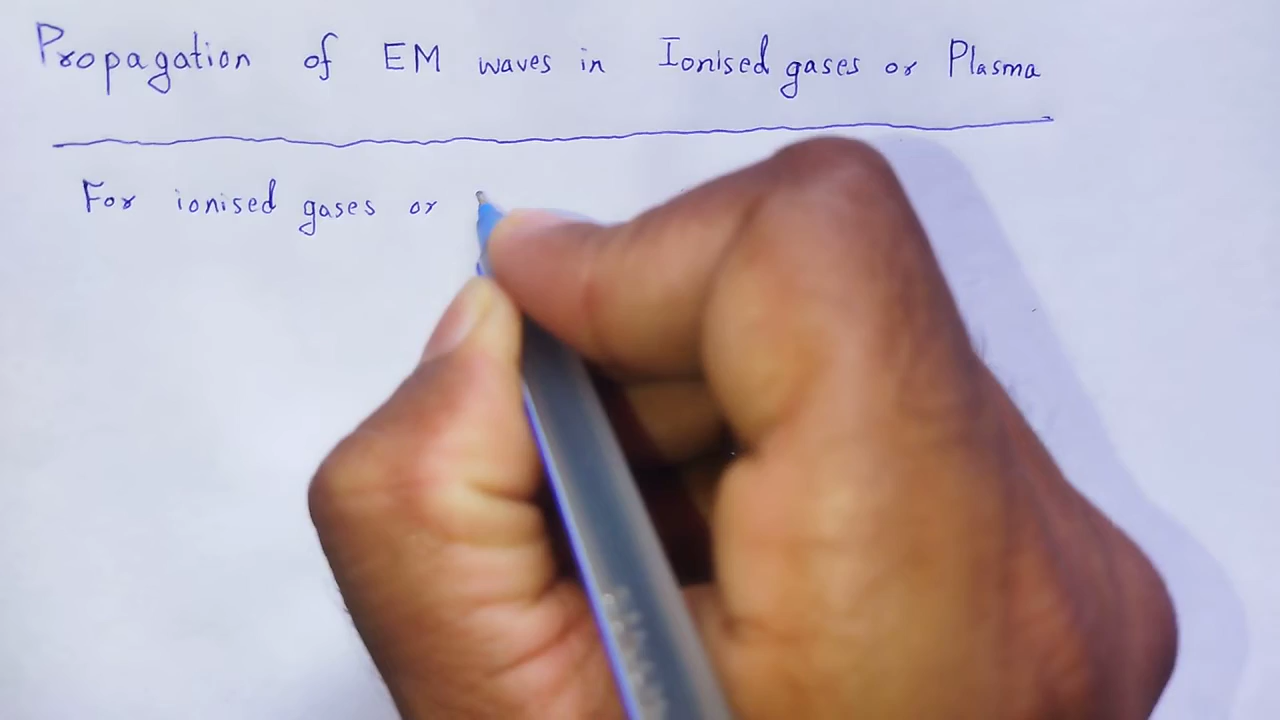 Propagation of EM waves in Ionised gases or Plasma
For ionised gases or